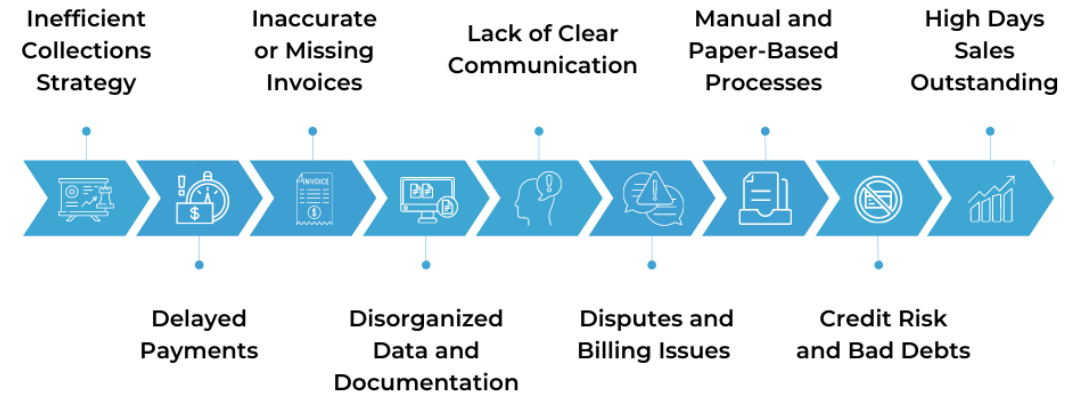 Inefficient
Collections
Strategy
Delayed
Payments
Inaccurate
or Missing
Invoices
INVOICE
$
Disorganized
Data and
Documentation
Lack of Clear
Communication
Disputes and
Billing Issues
Manual and
Paper-Based
Processes
Credit Risk
and Bad Debts
High Days
Sales
Outstanding